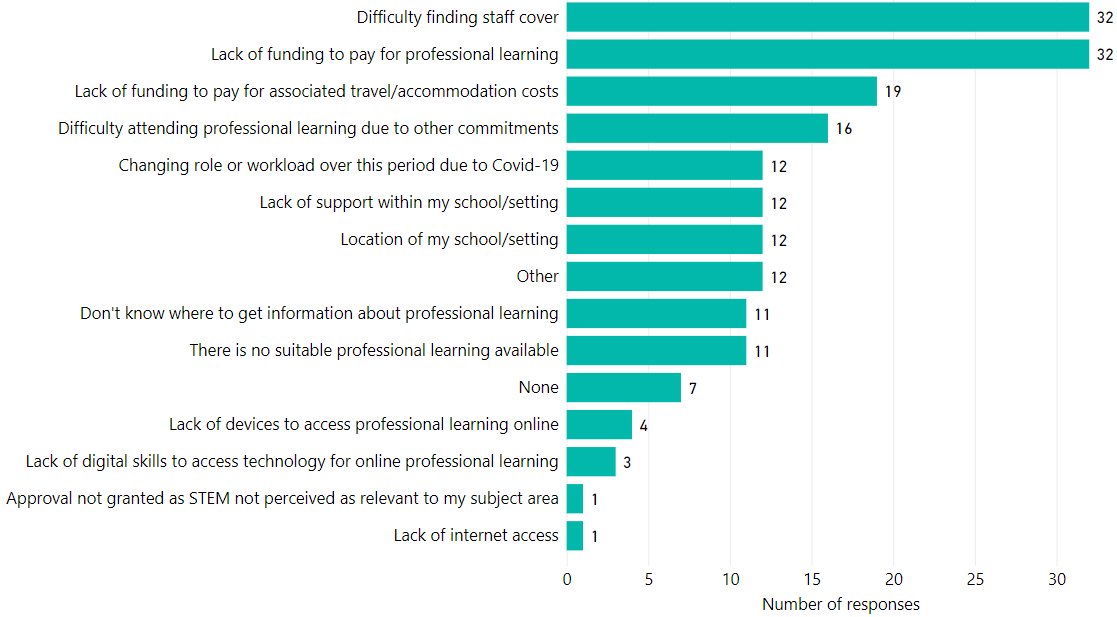 Difficulty finding staff cover 32
Lack of funding to pay for professional learning 32
Lack of funding to pay for associated travel/accommodation costs 19
Difficulty attending professional learning due to other commitments 16
Changing role or workload over this period due to Covid-19 12
Lack of support within my school/setting 12
Location of my school/setting 12
Other 12
Don't know where to get information about professional learning 11
There is no suitable professional learning available 11
None 7
Lack of devices to access professional learning online 4
Lack of digital skills to access technology for online professional learning 3
Approval not granted as STEM not perceived as relevant to my subject area 1
Lack of internet access 1
0 5 10 15 20 25 30
Number of responses